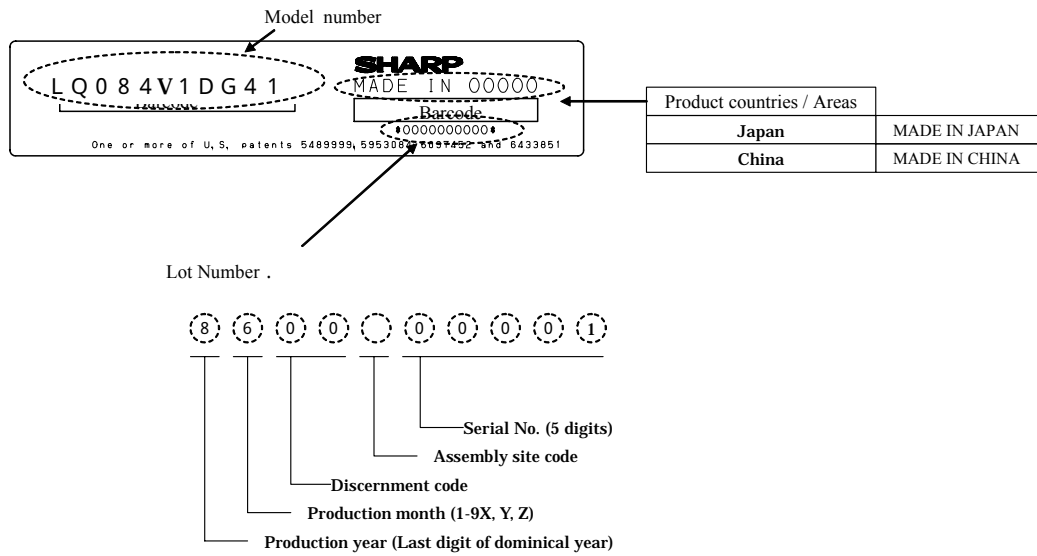 Model number
SHARP
LQ084V1DG41
MADE IN 00000
Barcode
*0000000000*
One or more of U,S, patents 5489999,
and 6433851
Product countries / Areas
Japan MADE IN JAPAN
China MADE IN CHINA
Lot Number .
8 6 0 0 0 0 0 0 1
Serial No. (5 digits)
Assembly site code
Discernment code
Production month (1-9X, Y, Z)
Production year (Last digit of dominical year)